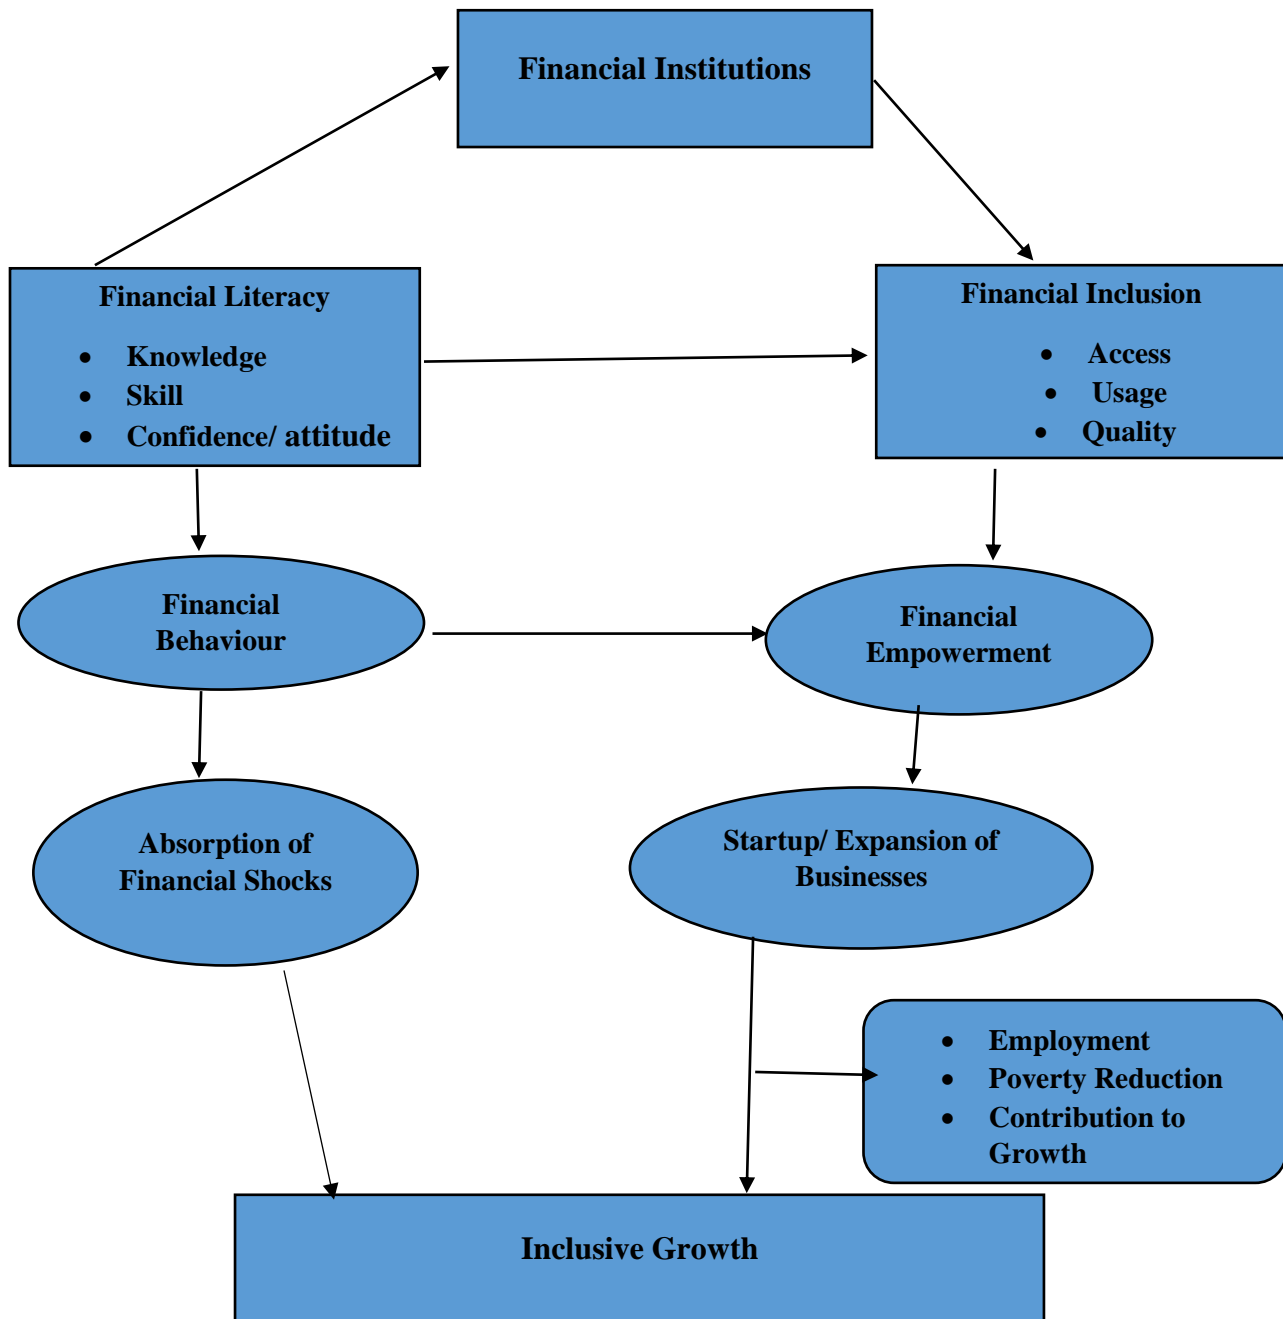 Financial Institutions
Financial Literacy
• Knowledge
• Skill
• Confidence/ attitude
Financial Inclusion
• Access
• Usage
• Quality
Financial
Behaviour
Financial
Empowerment
Absorption of
Financial Shocks
Startup/ Expansion of
Businesses
• Employment
• Poverty Reduction
• Contribution to
Growth
Inclusive Growth